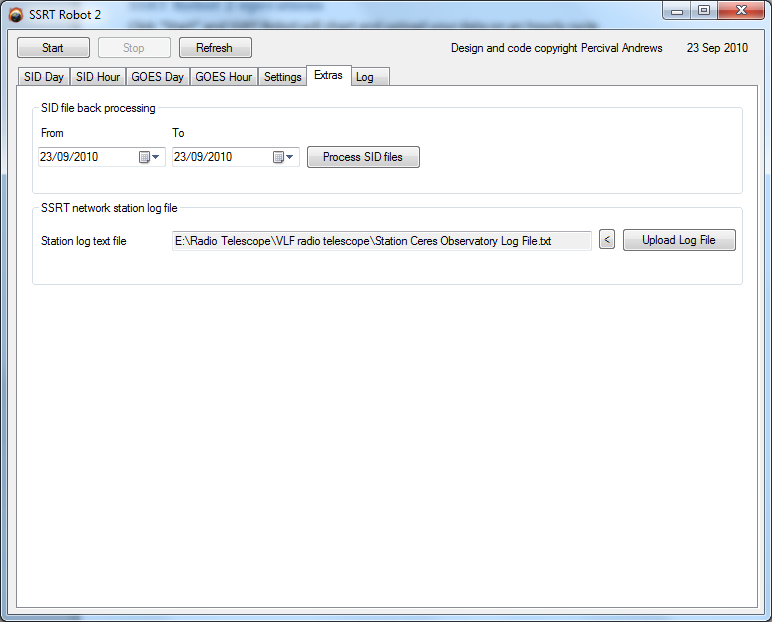 SSRT Robot 2
Start Stop Refresh Design and code copyright Percival Andrews 23 Sep 2010
SID Day SID Hour GOES Day GOES Hour Settings Extras Log
SID file back processing
From To
23/09/2010 23/09/2010 Process SID files
SSRT network station log file
Station log text file E:\Radio Telescope\VLF radio telescope\Station Ceres Observatory Log File.txt < Upload Log File